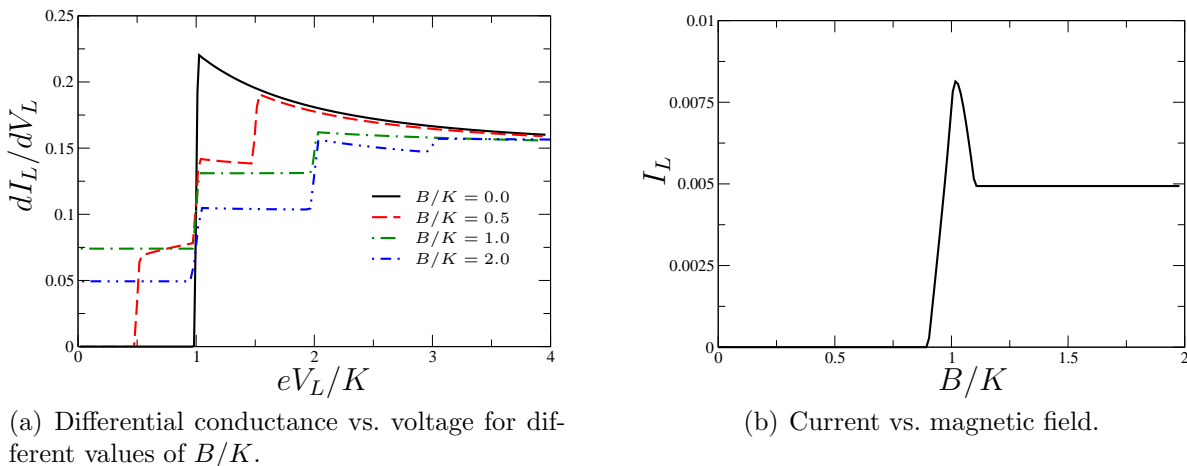 0.25
0.2
0.15
0.1
0.05
0
dI_L/dV_L
B/K = 0.0
B/K = 0.5
B/K = 1.0
B/K = 2.0
0 1 2 3 4
eV_L/K
(a) Differential conductance vs. voltage for dif-
ferent values of B/K.
0.01
0.0075
0.005
0.0025
0
I_L
0 0.5 1 1.5 2
B/K
(b) Current vs. magnetic field.